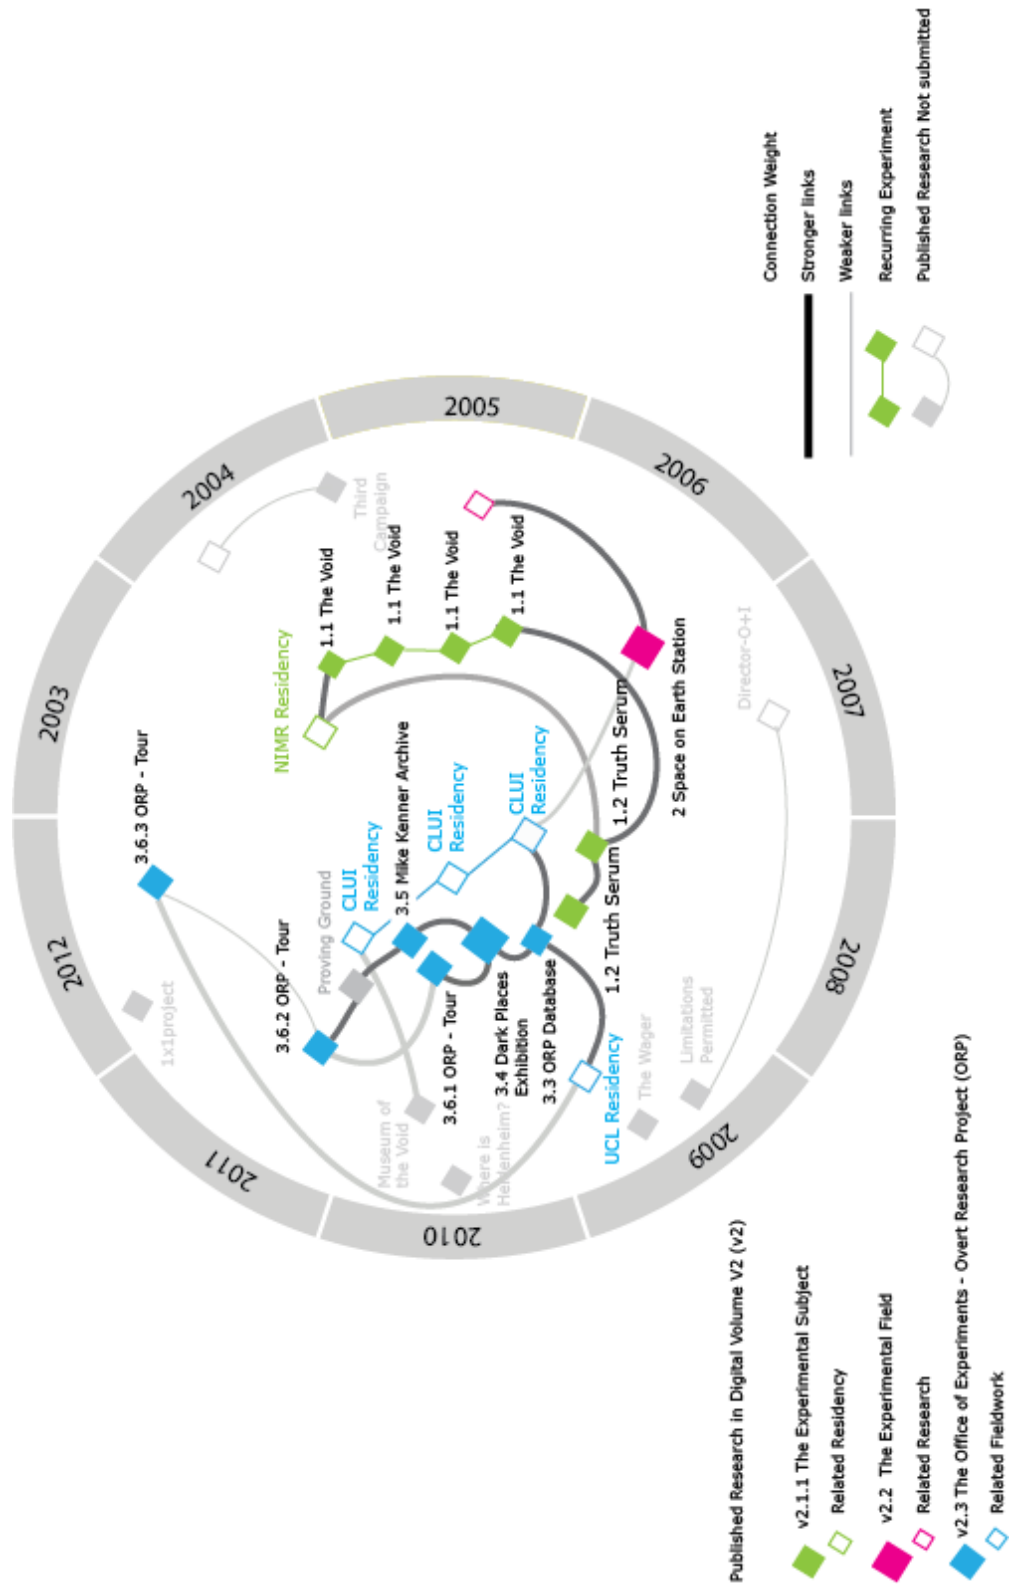 2003
2004
2005
2006
2007
2008
2009
2010
2011
2012
3.6.3 ORP - Tour
3.6.2 ORP - Tour
1x1project
Proving Ground
CLUI
Residency
3.5 Mike Kenner Archive
CLUI
Residency
CLUI
Residency
NIMR Residency
1.1 The Void
1.1 The Void
1.1 The Void
1.1 The Void
Third
Campaign
Museum of
the Void
3.6.1 ORP - Tour
Where is
3.4 Dark Places
Exhibition
3.3 ORP Database
1.2 Truth Serum
1.2 Truth Serum
2 Space on Earth Station
UCL Residency
The Wager
Limitations
Permitted
Director-O+I
Connection Weight
Stronger links
Weaker links
Recurring Experiment
Published Research Not submitted
Published Research in Digital Volume V2 (v2)
v2.1.1 The Experimental Subject
Related Residency
v2.2 The Experimental Field
Related Research
v2.3 The Office of Experiments - Overt Research Project (ORP)
Related Fieldwork